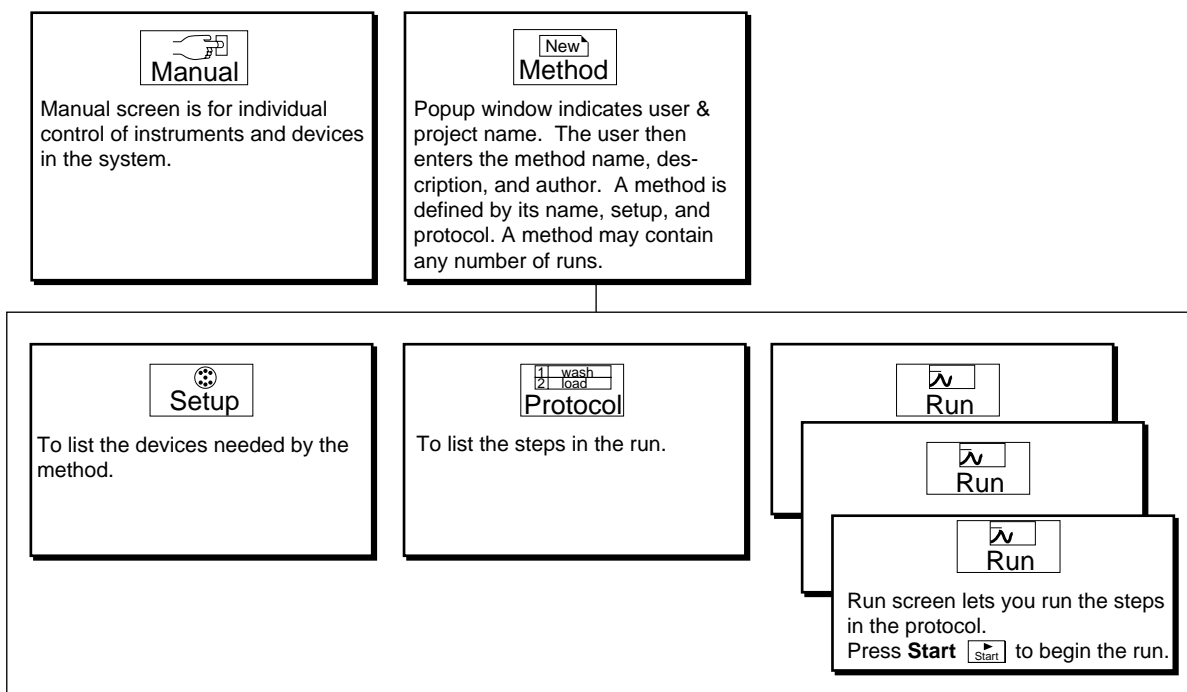 Manual
Manual screen is for individual
control of instruments and devices
in the system.
New
Method
Popup window indicates user &
project name. The user then
enters the method name, des-
cription, and author. A method is
defined by its name, setup, and
protocol. A method may contain
any number of runs.
Setup
To list the devices needed by the
method.
1 wash
2 load
Protocol
To list the steps in the run.
Run
Run
Run
Run screen lets you run the steps
in the protocol.
Press Start Start to begin the run.